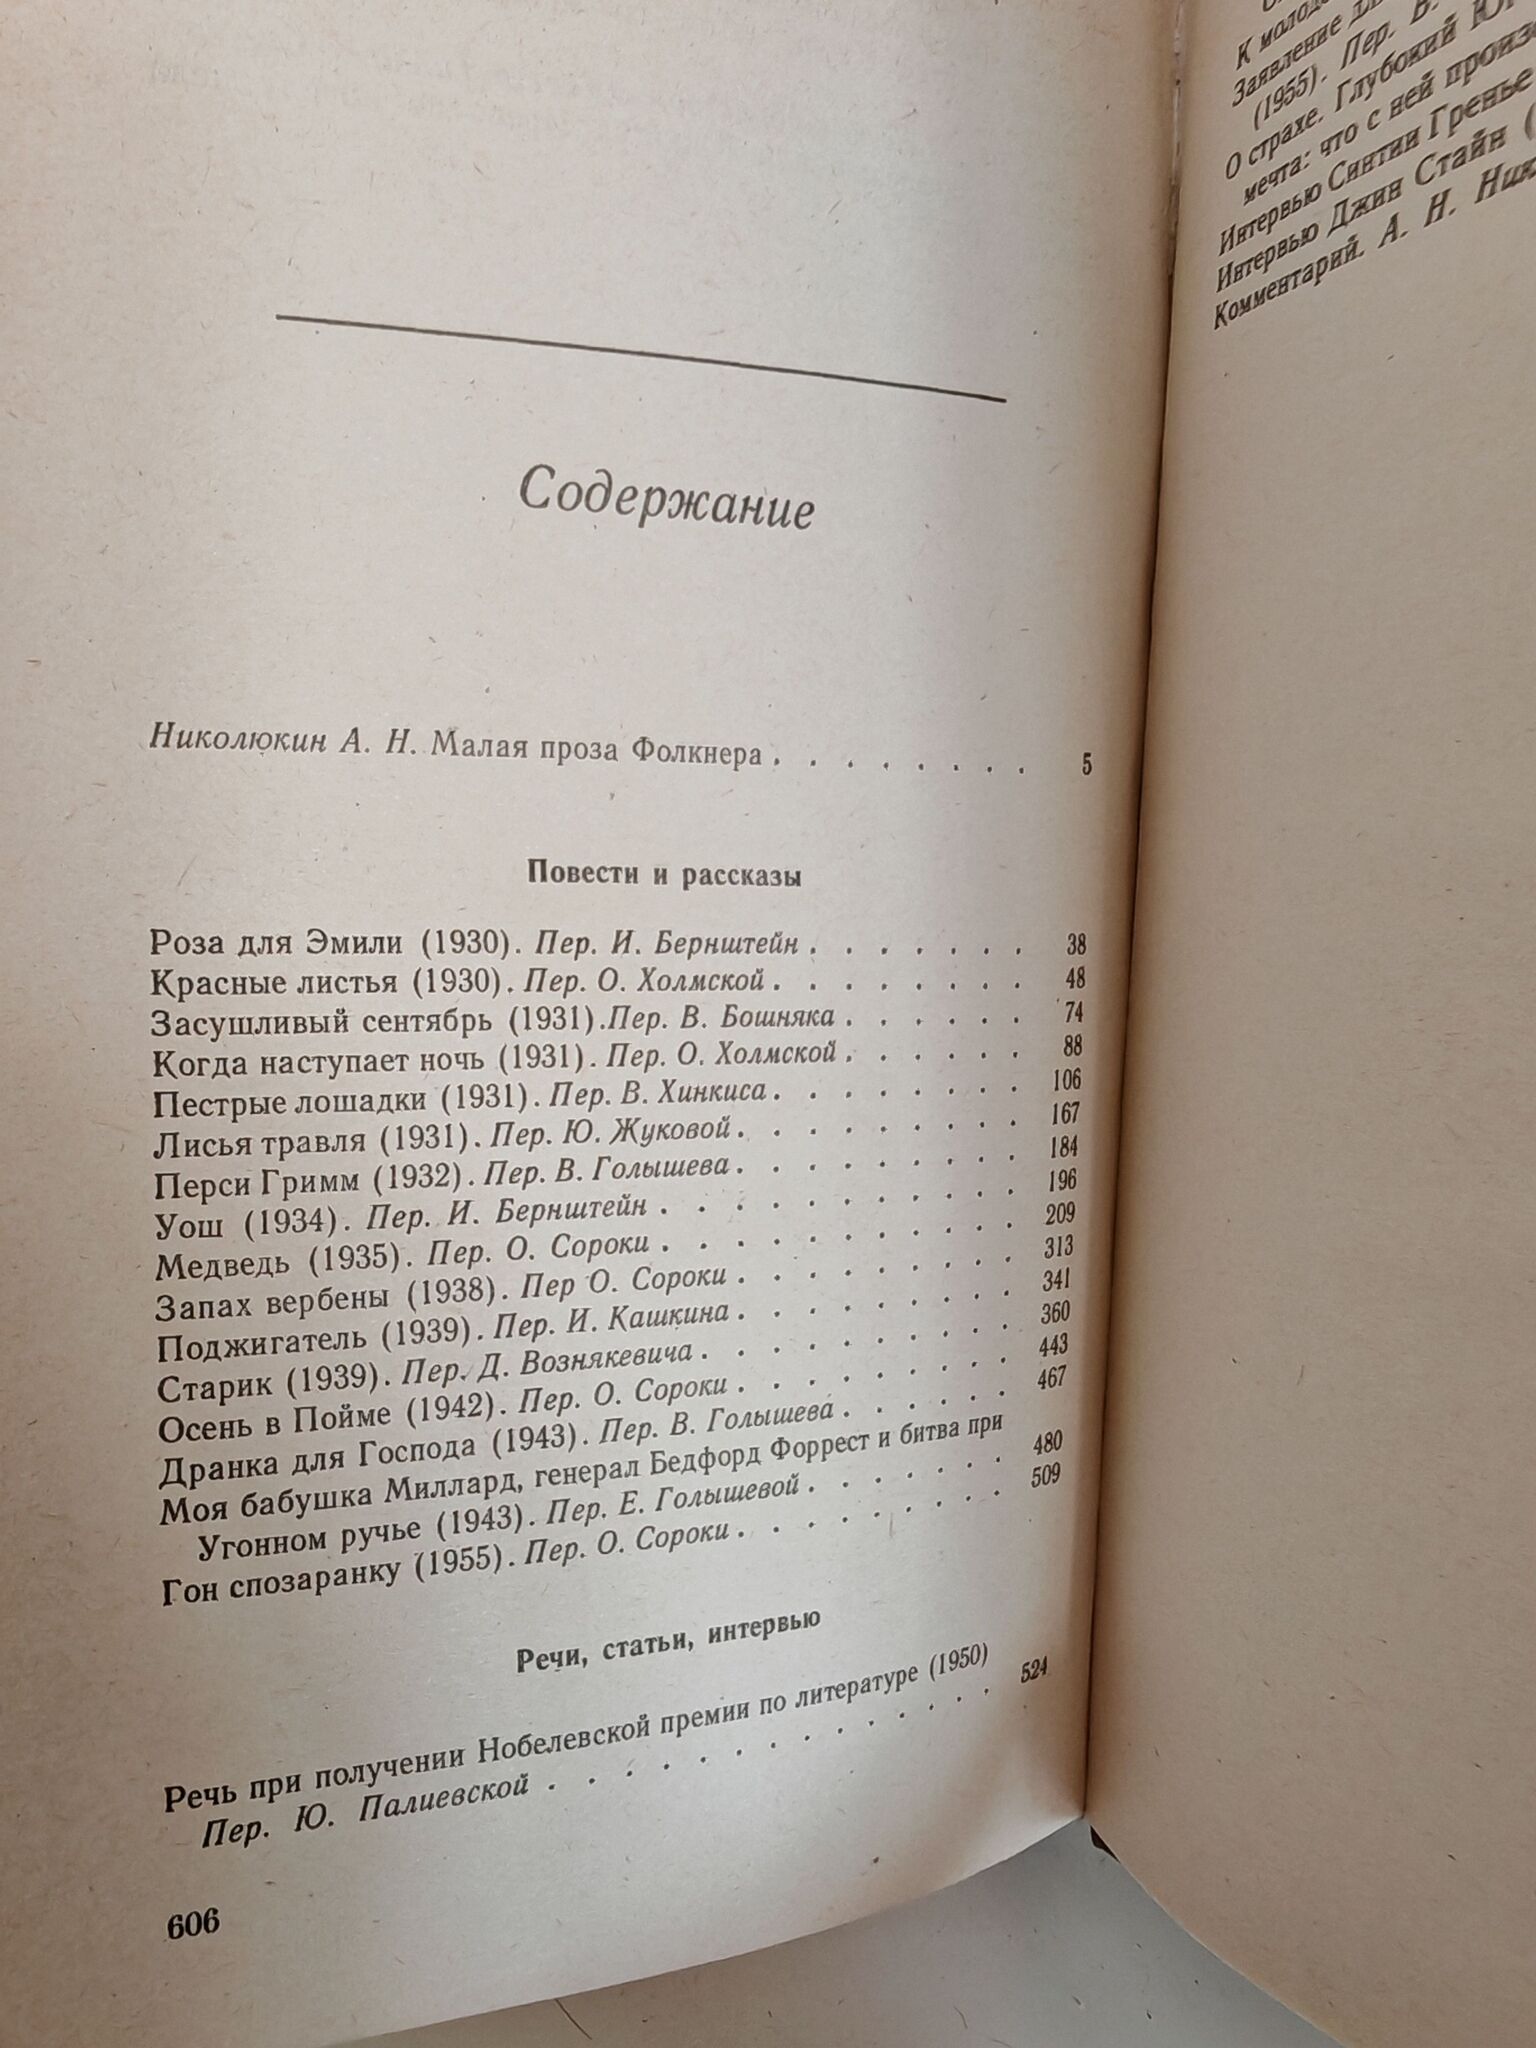 Содержание
Николюкин А. Н. Малая проза Фолкнера . . . . . . . . 5
Повести и рассказы
Роза для Эмили (1930). Пер. И. Бернштейн . . . . . . . 38
Красные листья (1930). Пер. О. Холмской . . . . . . . . 48
Засушливый сентябрь (1931).Пер. В. Бошняка . . . . . . 74
Когда наступает ночь (1931). Пер. О. Холмской . . . . . . 88
Пестрые лошадки (1931). Пер. В. Хинкиса . . . . . . . . 106
Лисья травля (1931). Пер. Ю. Жуковой . . . . . . . . . 167
Перси Гримм (1932). Пер. В. Голышева . . . . . . . . . 184
Уош (1934). Пер. И. Бернштейн . . . . . . . . . . . 196
Медведь (1935). Пер. О. Сороки . . . . . . . . . . . 209
Запах вербены (1938). Пер О. Сороки . . . . . . . . . 313
Поджигатель (1939). Пер. И. Кашкина . . . . . . . . . 341
Старик (1939). Пер. Д. Вознякевича . . . . . . . . . . 360
Осень в Пойме (1942). Пер. О. Сороки . . . . . . . . . 443
Дранка для Господа (1943). Пер. В. Голышева . . . . . . 467
Моя бабушка Миллард, генерал Бедфорд Форрест и битва при
Угонном ручье (1943). Пер. Е. Голышевой . . . . . . . 480
Гон спозаранку (1955). Пер. О. Сороки . . . . . . . . . 509
Речи, статьи, интервью
Речь при получении Нобелевской премии по литературе (1950)
Пер. Ю. Палиевской . . . . . . . . . . . . . 524
606
К
Заявление
(1955). Пер. В.
О страхе. Глубокий
мечта: что с ней
Интервью Синтии Гренье
Интервью Джин Стайн (
Комментарий. А. Н.